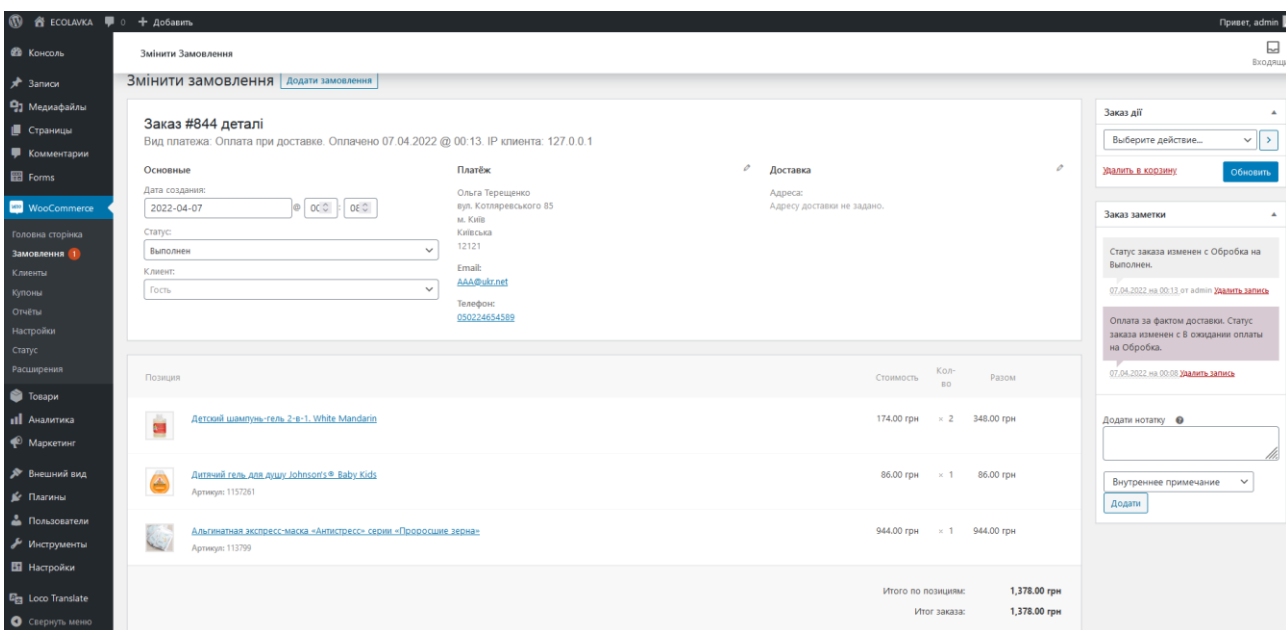 ECOLAVKA 0 + Добавить Привет, admin
Консоль
Записи
Медиафайлы
Страницы
Комментарии
Forms
WooCommerce
Головна сторінка
Замовлення 1
Клиенты
Купоны
Отчёты
Настройки
Статус
Расширения
Товари
Аналитика
Маркетинг
Внешний вид
Плагины
Пользователи
Инструменты
Настройки
Loco Translate
Свернуть меню
Змінити Замовлення
Входящи
Змінити замовлення Додати замовлення
Заказ #844 деталі
Вид платежа: Оплата при доставке. Оплачено 07.04.2022 @ 00:13. IP клиента: 127.0.0.1
Основные
Дата создания:
2022-04-07 @ :
Статус:
Выполнен
Клиент:
Гость
Платёж
Ольга Терещенко
вул. Котляревського 85
м. Київ
Київська
12121
Email:
AAA@ukr.net
Телефон:
050224654589
Доставка
Адреса:
Адресу доставки не задано.
Позиция Стоимость Кол-во Разом
Детский шампунь-гель 2-в-1. White Mandarin 174.00 грн × 2 348.00 грн
Дитячий гель для душу Johnson's® Baby Kids 86.00 грн × 1 86.00 грн
Артикул: 1157261
Альгинатная экспресс-маска «Антистресс» серии «Проросшие зерна» 944.00 грн × 1 944.00 грн
Артикул: 113799
Итого по позициям: 1,378.00 грн
Итог заказа: 1,378.00 грн
Заказ дії
Выберите действие...
Удалить в корзину Обновить
Заказ заметки
Статус заказа изменен с Обробка на
Выполнен.
07.04.2022 на 00:13 от admin Удалить запись
Оплата за фактом доставки. Статус
заказа изменен с В ожидании оплаты
на Обробка.
07.04.2022 на 00:08 Удалить запись
Додати нотатку
Внутреннее примечание
Додати